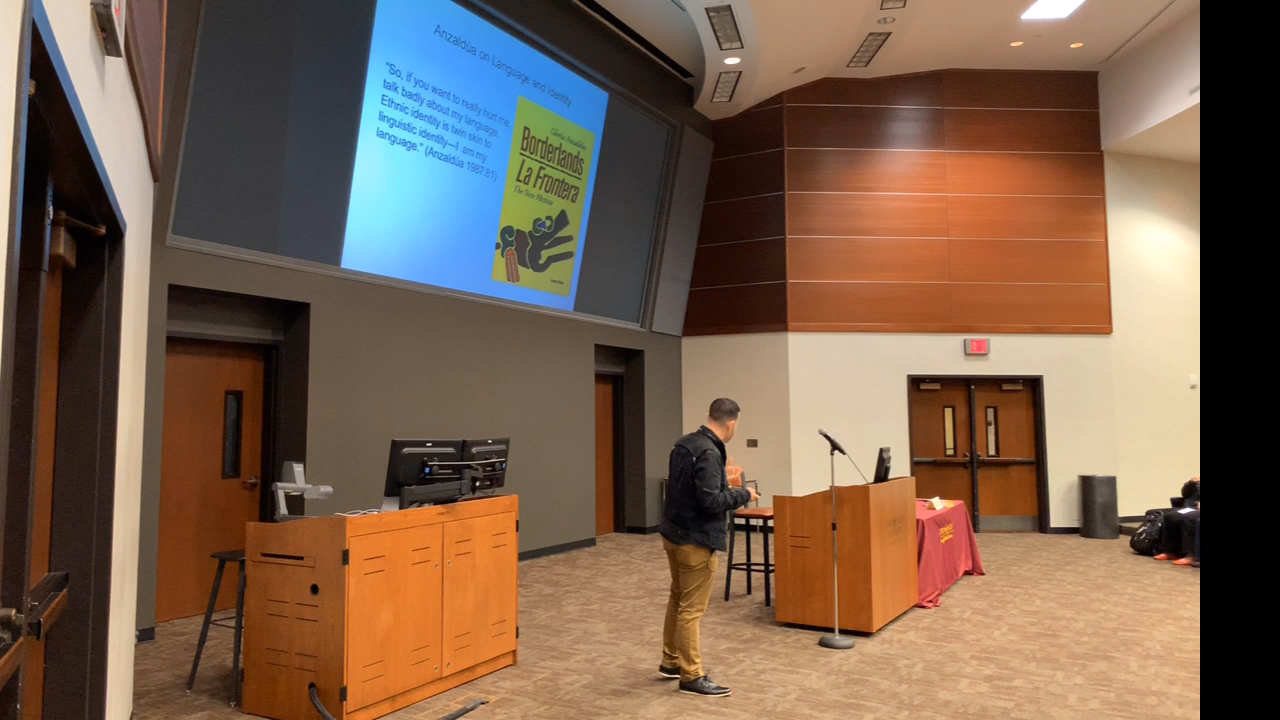 Anzaldúa on Language and Identity
"So, if you want to really hurt me,
talk badly about my language.
Ethnic identity is twin skin to
linguistic identity—I am my
language." (Anzaldúa 1987:81)
Gloria Anzaldúa
Borderlands
La Frontera
The New Mestiza